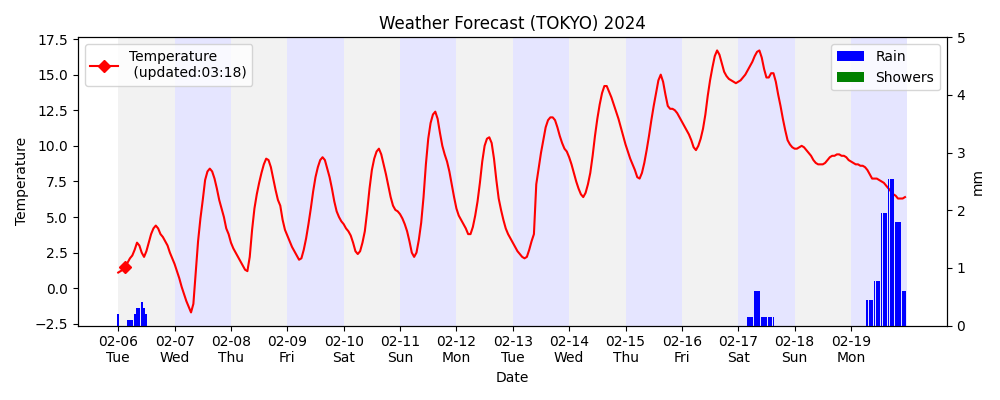 Weather Forecast (TOKYO) 2024
Temperature
(updated:03:18)
Rain
Showers
17.5
15.0
12.5
10.0
7.5
5.0
2.5
0.0
−2.5
Temperature
5
4
3
2
1
0
mm
02-06 02-07 02-08 02-09 02-10 02-11 02-12 02-13 02-14 02-15 02-16 02-17 02-18 02-19
Tue Wed Thu Fri Sat Sun Mon Tue Wed Thu Fri Sat Sun Mon
Date